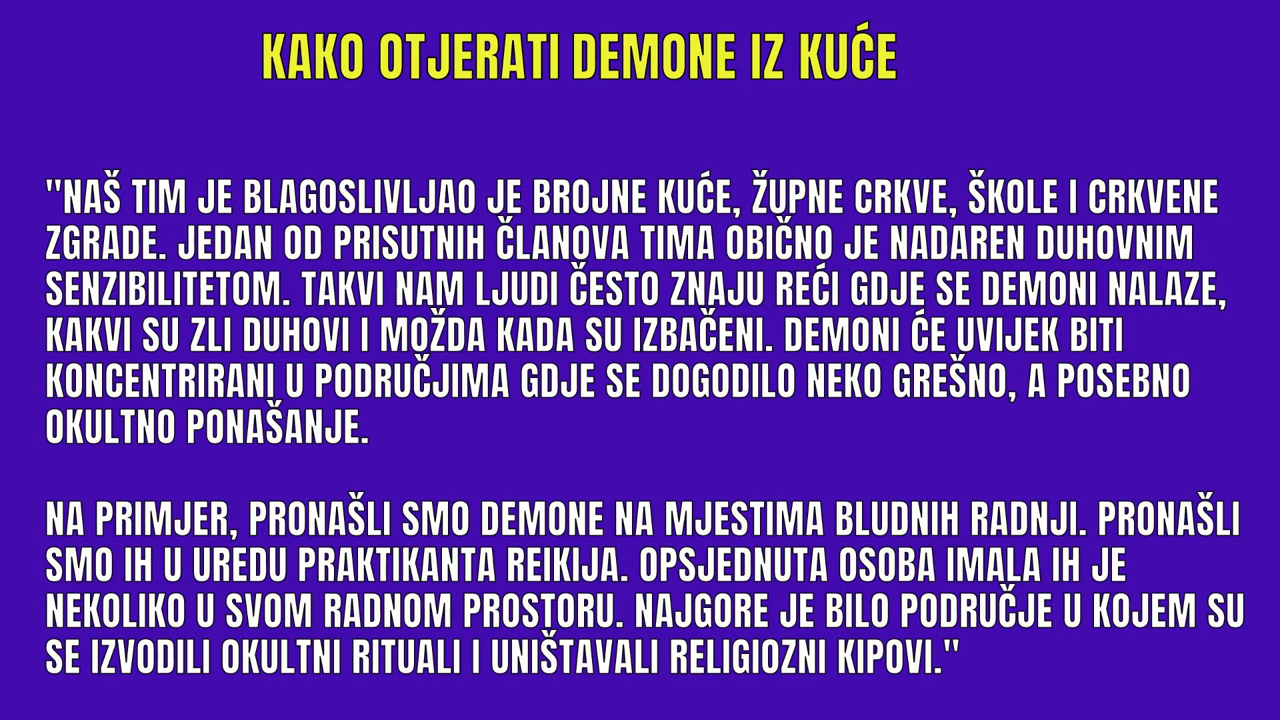 KAKO OTJERATI DEMONE IZ KUĆE
"NAŠ TIM JE BLAGOSLIVLJAO JE BROJNE KUĆE, ŽUPNE CRKVE, ŠKOLE I CRKVENE
ZGRADE. JEDAN OD PRISUTNIH ČLANOVA TIMA OBIČNO JE NADAREN DUHOVNIM
SENZIBILITETOM. TAKVI NAM LJUDI ČESTO ZNAJU REĆI GDJE SE DEMONI NALAZE,
KAKVI SU ZLI DUHOVI I MOŽDA KADA SU IZBAČENI. DEMONI ĆE UVIJEK BITI
KONCENTRIRANI U PODRUČJIMA GDJE SE DOGODILO NEKO GREŠNO, A POSEBNO
OKULTNO PONAŠANJE.
NA PRIMJER, PRONAŠLI SMO DEMONE NA MJESTIMA BLUDNIH RADNJI. PRONAŠLI
SMO IH U UREDU PRAKTIKANTA REIKIJA. OPSJEDNUTA OSOBA IMALA IH JE
NEKOLIKO U SVOM RADNOM PROSTORU. NAJGORE JE BILO PODRUČJE U KOJEM SU
SE IZVODILI OKULTNI RITUALI I UNIŠTAVALI RELIGIOZNI KIPOVI."